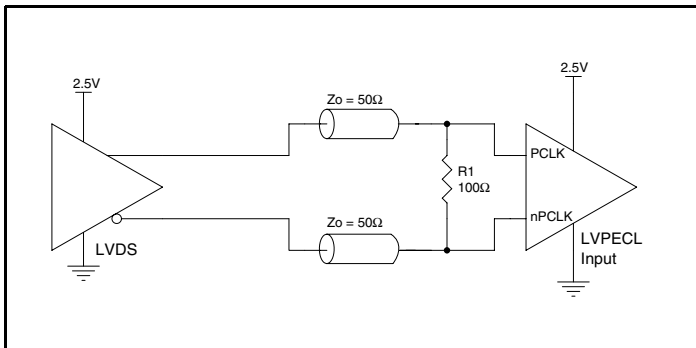 2.5V
2.5V
Zo = 50Ω
PCLK
R1
100Ω
Zo = 50Ω
nPCLK
LVDS
LVPECL
Input